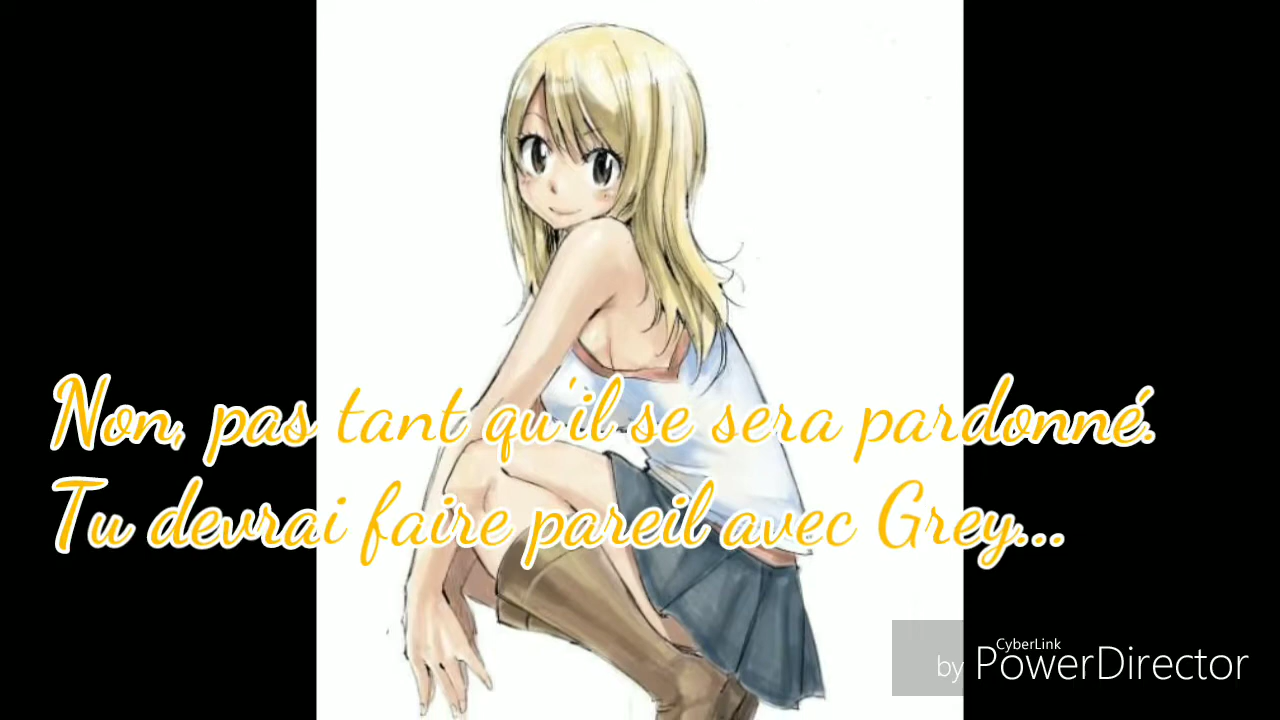 Non, pas tant qu'il se sera pardonné.
Tu devrai faire pareil avec Grey...
CyberLink
by PowerDirector